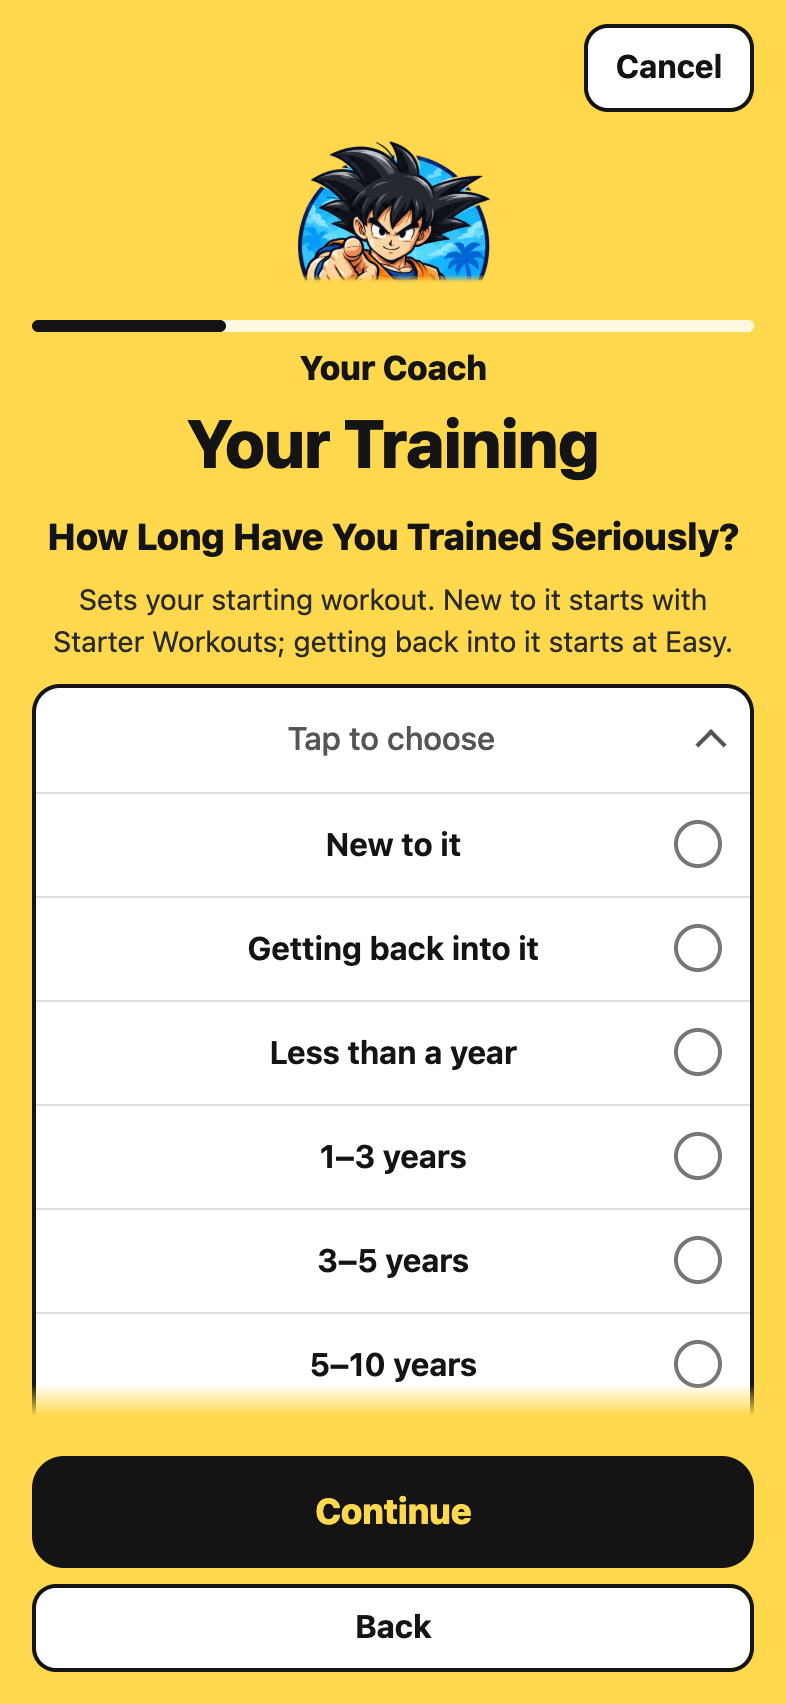 Cancel
Your Coach
Your Training
How Long Have You Trained Seriously?
Sets your starting workout. New to it starts with
Starter Workouts; getting back into it starts at Easy.
Tap to choose
New to it
Getting back into it
Less than a year
1–3 years
3–5 years
5–10 years
Continue
Back